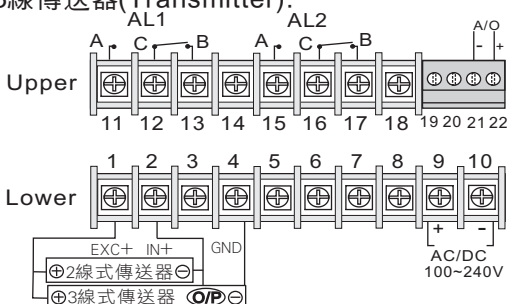 線傳送器(Transmitter):
AL1 AL2 A/O
A C B A C B - +
Upper
11 12 13 14 15 16 17 18 19 20 21 22
1 2 3 4 5 6 7 8 9 10
Lower
+ -
EXC+ IN+ GND AC/DC
100~240V
⊕2線式傳送器⊖
⊕3線式傳送器 O/P ⊖